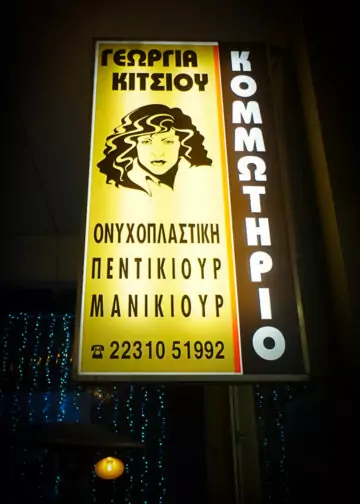 ΓΕΩΡΓΙΑ
ΚΙΤΣΙΟΥ
ΚΟΜΜΩΤΗΡΙΟ
ΟΝΥΧΟΠΛΑΣΤΙΚΗ
ΠΕΝΤΙΚΙΟΥΡ
ΜΑΝΙΚΙΟΥΡ
☎ 22310 51992